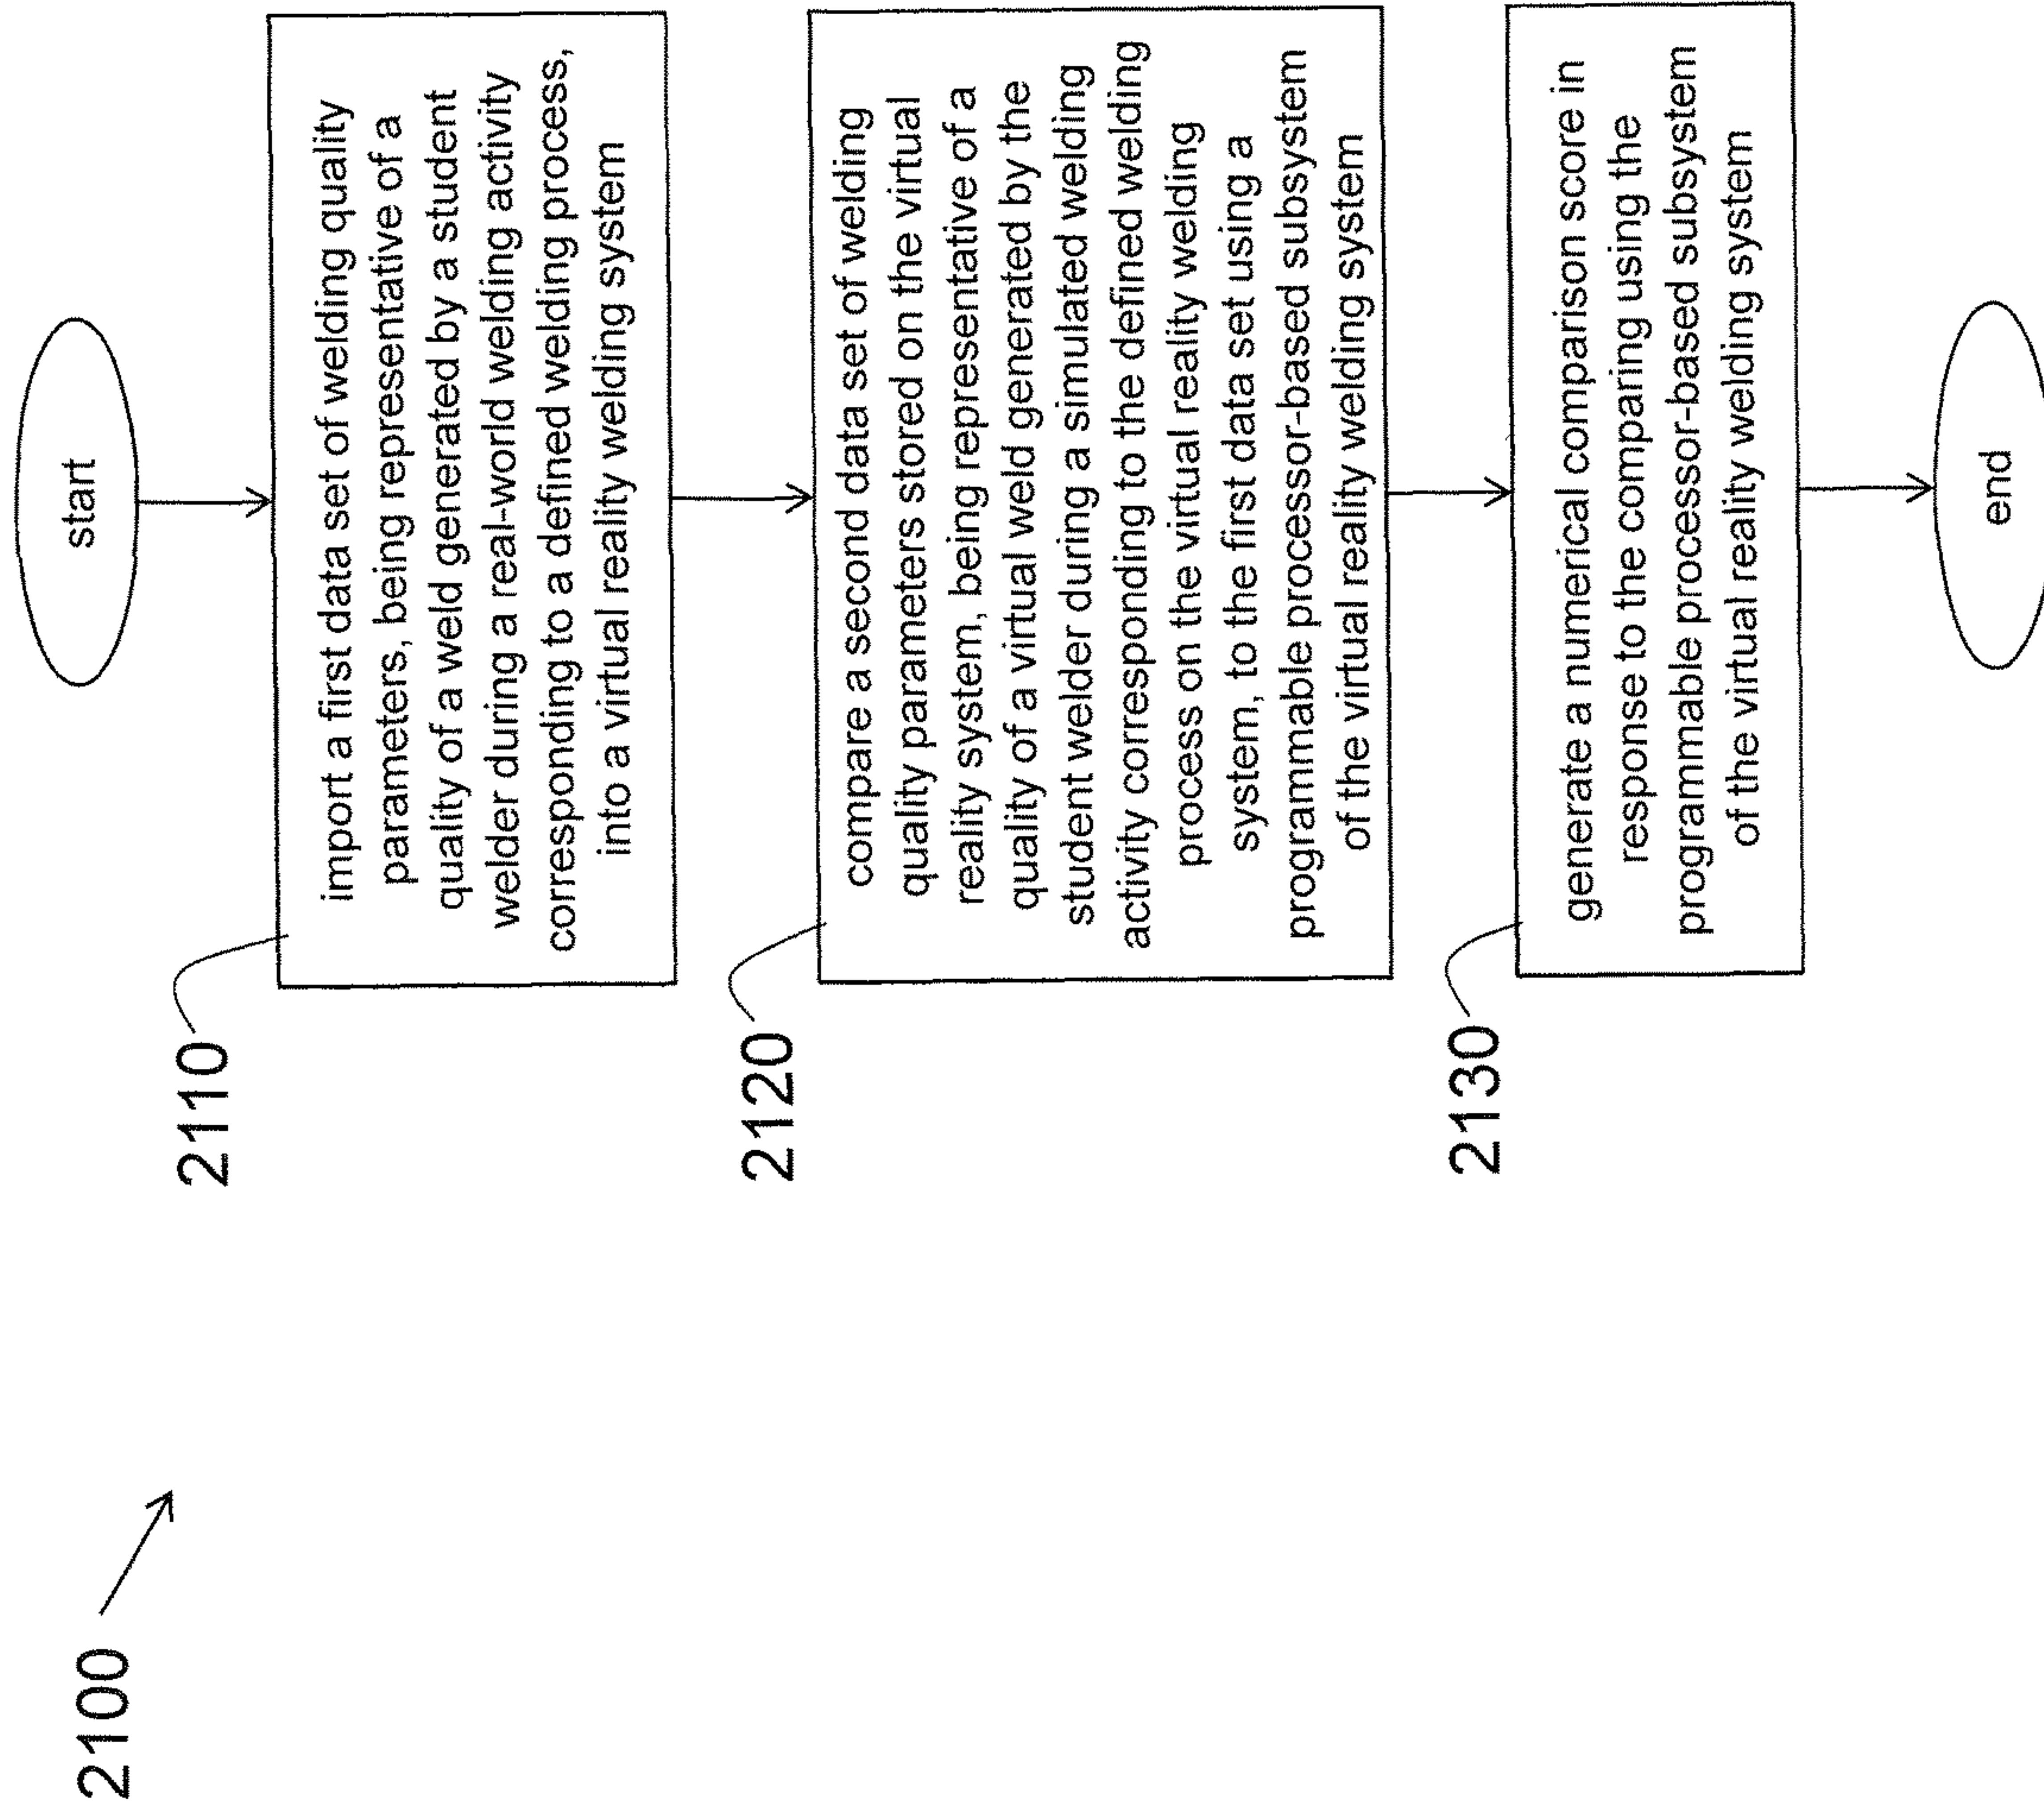 2100
start
2110
import a first data set of welding quality
parameters, being representative of a
quality of a weld generated by a student
welder during a real-world welding activity
corresponding to a defined welding process,
into a virtual reality welding system
2120
compare a second data set of welding
quality parameters stored on the virtual
reality system, being representative of a
quality of a virtual weld generated by the
student welder during a simulated welding
activity corresponding to the defined welding
process on the virtual reality welding
system, to the first data set using a
programmable processor-based subsystem
of the virtual reality welding system
2130
generate a numerical comparison score in
response to the comparing using the
programmable processor-based subsystem
of the virtual reality welding system
end